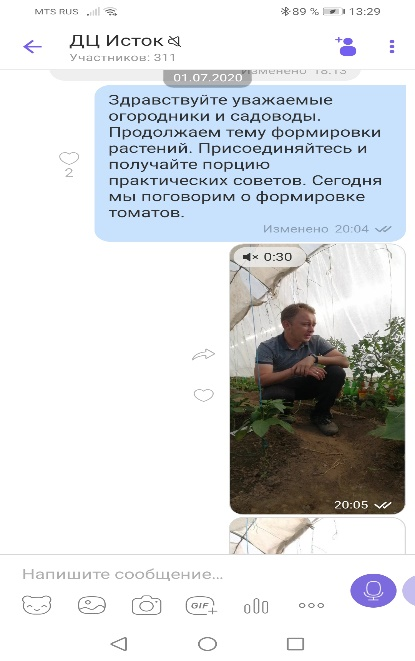 MTS RUS 89 % 13:29
ДЦ Исток
Участников: 311
Изменено 18:13
01.07.2020
Здравствуйте уважаемые
огородники и садоводы.
Продолжаем тему формировки
растений. Присоединяйтесь и
получайте порцию
практических советов. Сегодня
мы поговорим о формировке
томатов.
Изменено 20:04
2
0:30
20:05
Напишите сообщение...
GIF